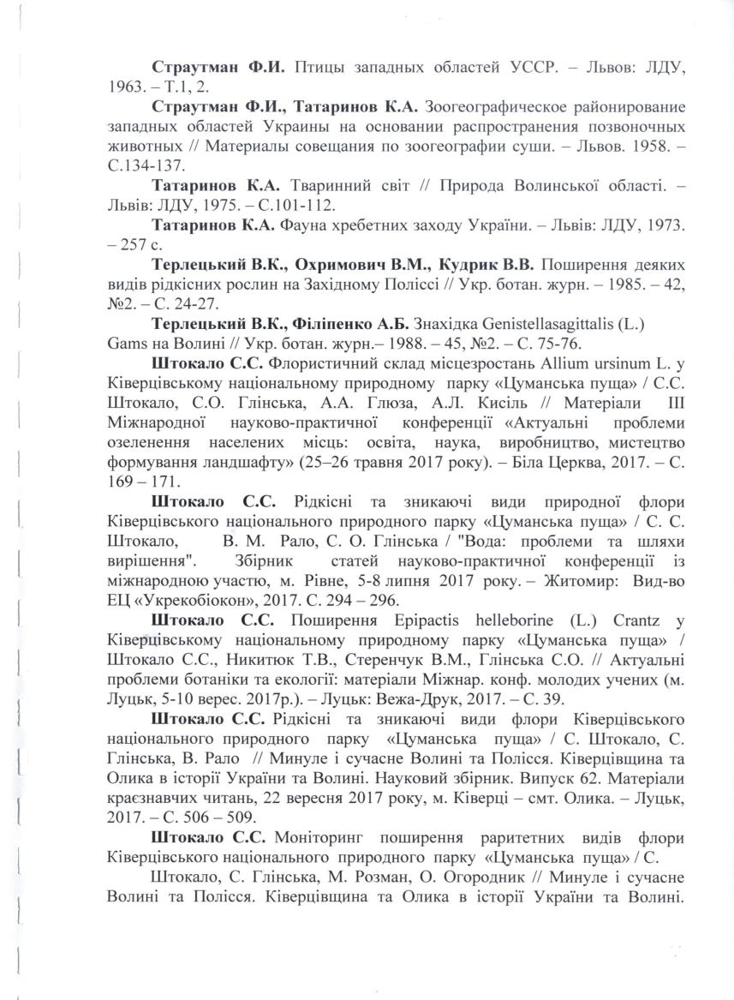 Страутман Ф.И. Птицы западных областей УССР. – Львов: ЛДУ,
1963. – Т.1, 2.
Страутман Ф.И., Татаринов К.А. Зоогеографическое районирование
западных областей Украины на основании распространения позвоночных
животных // Материалы совещания по зоогеографии суши. – Львов. 1958. –
С.134-137.
Татаринов К.А. Тваринний світ // Природа Волинської області. –
Львів: ЛДУ, 1975. – С.101-112.
Татаринов К.А. Фауна хребетних заходу України. – Львів: ЛДУ, 1973.
– 257 с.
Терлецький В.К., Охримович В.М., Кудрик В.В. Поширення деяких
видів рідкісних рослин на Західному Поліссі // Укр. ботан. журн. – 1985. – 42,
№2. – С. 24-27.
Терлецький В.К., Філіпенко А.Б. Знахідка Genistellasagittalis (L.)
Gams на Волині // Укр. ботан. журн.– 1988. – 45, №2. – С. 75-76.
Штокало С.С. Флористичний склад місцезростань Allium ursinum L. у
Ківерцівському національному природному парку «Цуманська пуща» / С.С.
Штокало, С.О. Глінська, А.А. Глюза, А.Л. Кисіль // Матеріали III
Міжнародної науково-практичної конференції «Актуальні проблеми
озеленення населених місць: освіта, наука, виробництво, мистецтво
формування ландшафту» (25–26 травня 2017 року). – Біла Церква, 2017. – С.
169 – 171.
Штокало С.С. Рідкісні та зникаючі види природної флори
Ківерцівського національного природного парку «Цуманська пуща» / С. С.
Штокало, В. М. Рало, С. О. Глінська / "Вода: проблеми та шляхи
вирішення". Збірник статей науково-практичної конференції із
міжнародною участю, м. Рівне, 5-8 липня 2017 року. – Житомир: Вид-во
ЕЦ «Укрекобіокон», 2017. С. 294 – 296.
Штокало С.С. Поширення Epipactis helleborine (L.) Crantz у
Ківерцівському національному природному парку «Цуманська пуща» /
Штокало С.С., Никитюк Т.В., Стеренчук В.М., Глінська С.О. // Актуальні
проблеми ботаніки та екології: матеріали Міжнар. конф. молодих учених (м.
Луцьк, 5-10 верес. 2017р.). – Луцьк: Вежа-Друк, 2017. – С. 39.
Штокало С.С. Рідкісні та зникаючі види флори Ківерцівського
національного природного парку «Цуманська пуща» / С. Штокало, С.
Глінська, В. Рало // Минуле і сучасне Волині та Полісся. Ківерцівщина та
Олика в історії України та Волині. Науковий збірник. Випуск 62. Матеріали
краєзнавчих читань, 22 вересня 2017 року, м. Ківерці – смт. Олика. – Луцьк,
2017. – С. 506 – 509.
Штокало С.С. Моніторинг поширення раритетних видів флори
Ківерцівського національного природного парку «Цуманська пуща» / С.
Штокало, С. Глінська, М. Розман, О. Огородник // Минуле і сучасне
Волині та Полісся. Ківерцівщина та Олика в історії України та Волині.